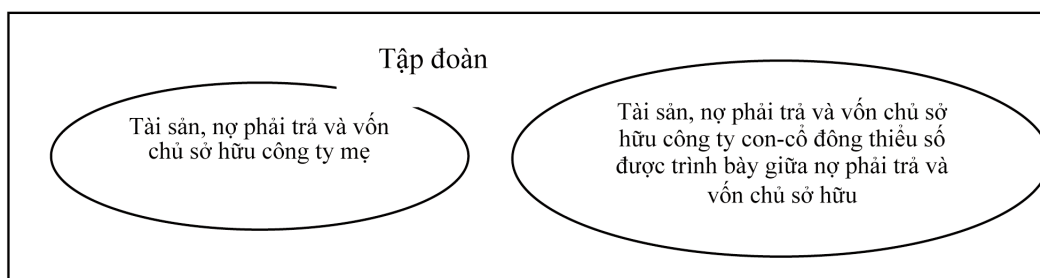 Tập đoàn
Tài sản, nợ phải trả và vốn
chủ sở hữu công ty mẹ
Tài sản, nợ phải trả và vốn chủ sở
hữu công ty con-cổ đông thiểu số
được trình bày giữa nợ phải trả và
vốn chủ sở hữu